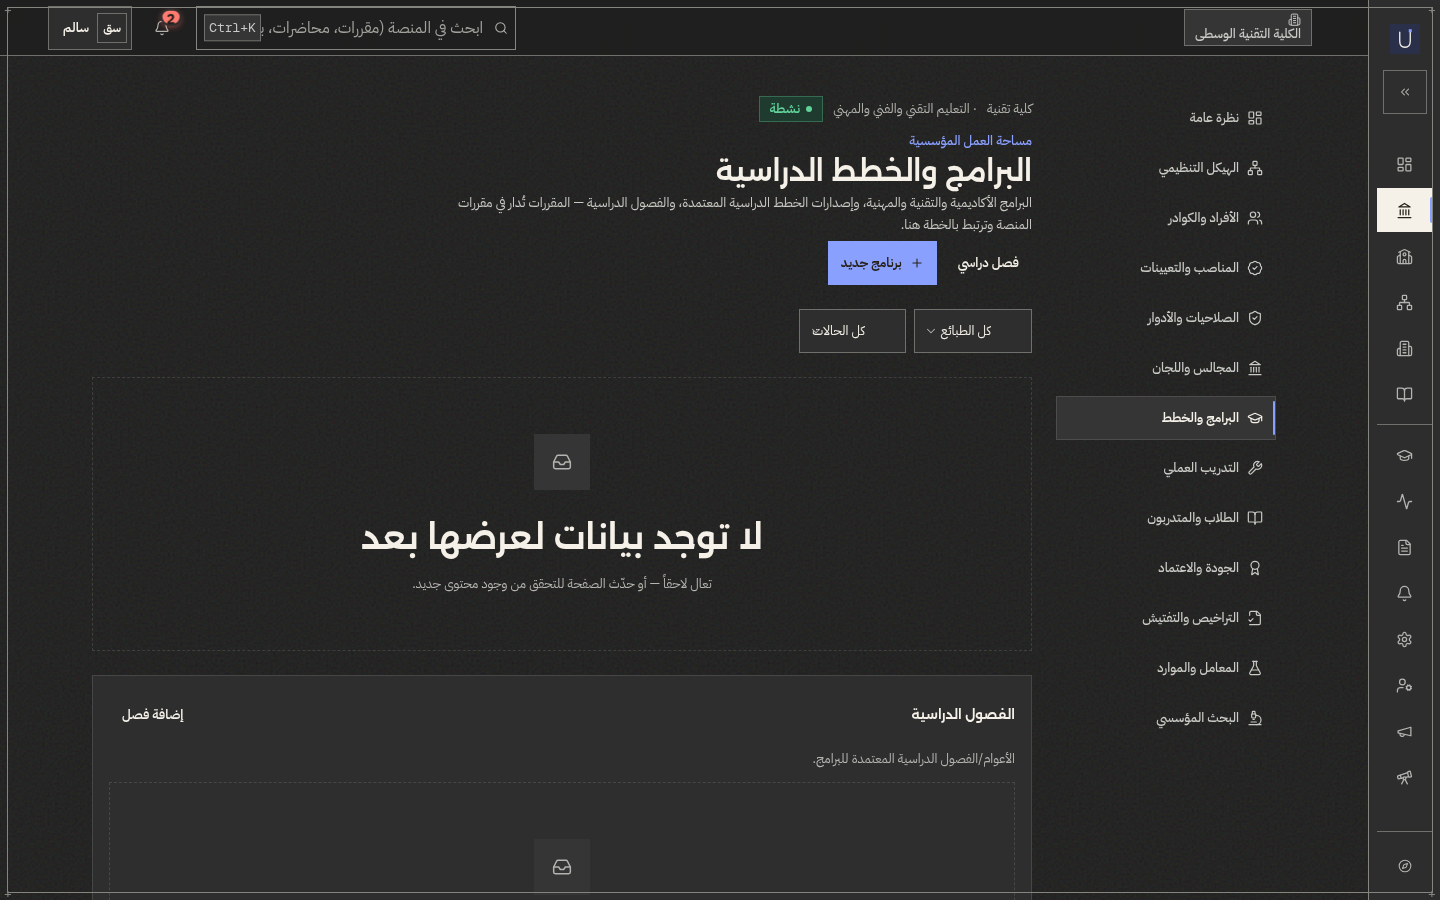 الكلية التقنية الوسطى
ابحث في المنصة (مقررات، محاضرات، ب
Ctrl+K
2
سق
سالم
نظرة عامة
الهيكل التنظيمي
الأفراد والكوادر
المناصب والتعيينات
الصلاحيات والأدوار
المجالس واللجان
البرامج والخطط
التدريب العملي
الطلاب والمتدربون
الجودة والاعتماد
التراخيص والتفتيش
المعامل والموارد
البحث المؤسسي
كلية تقنية · التعليم التقني والفني والمهني
نشطة
مساحة العمل المؤسسية
البرامج والخطط الدراسية
البرامج الأكاديمية والتقنية والمهنية، وإصدارات الخطط الدراسية المعتمدة، والفصول الدراسية — المقررات تُدار في مقررات
المنصة وترتبط بالخطة هنا.
فصل دراسي
برنامج جديد
كل الطبائع
كل الحالات
لا توجد بيانات لعرضها بعد
تعال لاحقاً — أو حدّث الصفحة للتحقق من وجود محتوى جديد.
الفصول الدراسية
إضافة فصل
الأعوام/الفصول الدراسية المعتمدة للبرامج.